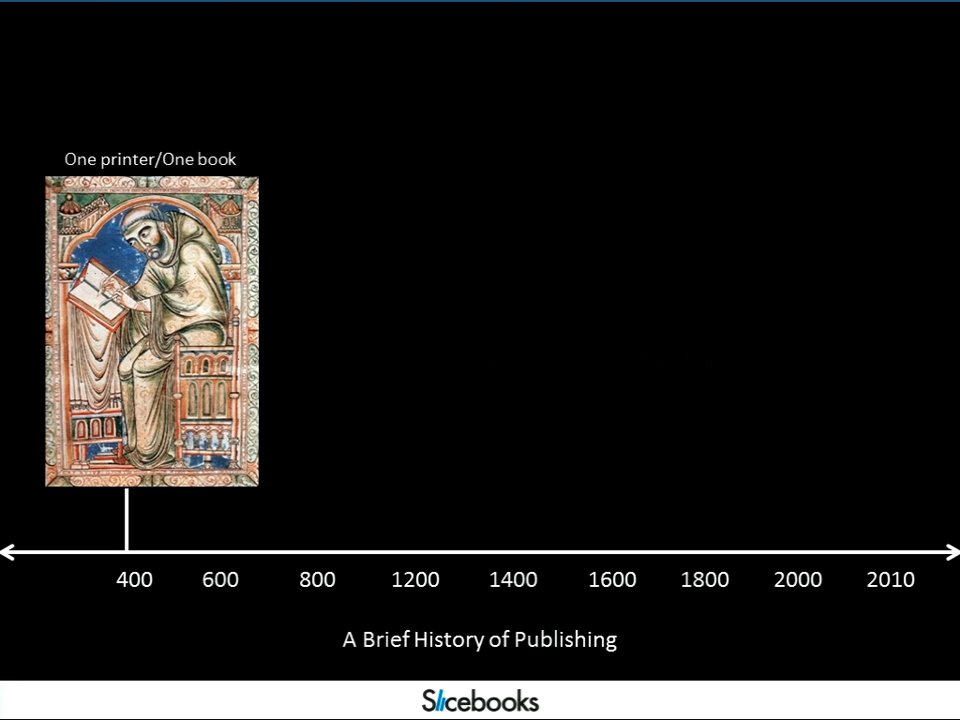 One printer/One book
400 600 800 1200 1400 1600 1800 2000 2010
A Brief History of Publishing
Slicebooks